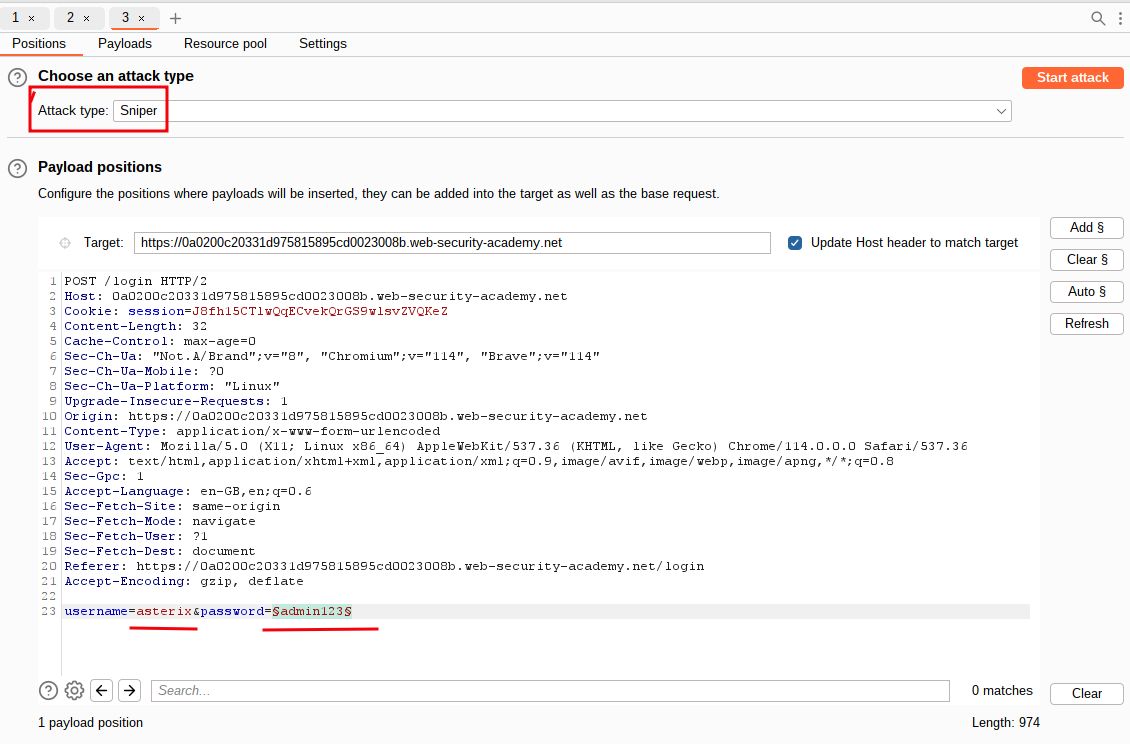 1 × 2 × 3 × +
Positions Payloads Resource pool Settings
? Choose an attack type
Start attack
Attack type: Sniper
? Payload positions
Configure the positions where payloads will be inserted, they can be added into the target as well as the base request.
Target: https://0a0200c20331d975815895cd0023008b.web-security-academy.net Update Host header to match target
Add §
Clear §
Auto §
Refresh
1 POST /login HTTP/2
2 Host: 0a0200c20331d975815895cd0023008b.web-security-academy.net
3 Cookie: session=J8fh15CTlwQqECvekQrGS9wlsvZVQKeZ
4 Content-Length: 32
5 Cache-Control: max-age=0
6 Sec-Ch-Ua: "Not.A/Brand";v="8", "Chromium";v="114", "Brave";v="114"
7 Sec-Ch-Ua-Mobile: ?0
8 Sec-Ch-Ua-Platform: "Linux"
9 Upgrade-Insecure-Requests: 1
10 Origin: https://0a0200c20331d975815895cd0023008b.web-security-academy.net
11 Content-Type: application/x-www-form-urlencoded
12 User-Agent: Mozilla/5.0 (X11; Linux x86_64) AppleWebKit/537.36 (KHTML, like Gecko) Chrome/114.0.0.0 Safari/537.36
13 Accept: text/html,application/xhtml+xml,application/xml;q=0.9,image/avif,image/webp,image/apng,*/*;q=0.8
14 Sec-Gpc: 1
15 Accept-Language: en-GB,en;q=0.6
16 Sec-Fetch-Site: same-origin
17 Sec-Fetch-Mode: navigate
18 Sec-Fetch-User: ?1
19 Sec-Fetch-Dest: document
20 Referer: https://0a0200c20331d975815895cd0023008b.web-security-academy.net/login
21 Accept-Encoding: gzip, deflate
22
23 username=asterix&password=§admin123§
? Search... 0 matches Clear
1 payload position Length: 974